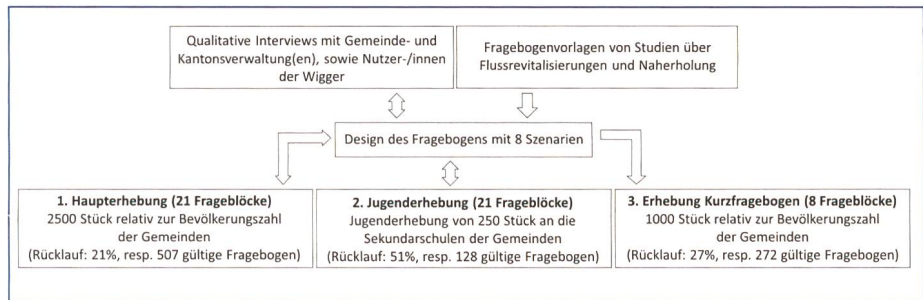 Qualitative Interviews mit Gemeinde- und
Kantonsverwaltung(en), sowie Nutzer-/innen
der Wigger
Fragebogenvorlagen von Studien über
Flussrevitalisierungen und Naherholung
Design des Fragebogens mit 8 Szenarien
1. Haupterhebung (21 Frageblöcke)
2500 Stück relativ zur Bevölkerungszahl
der Gemeinden
(Rücklauf: 21%, resp. 507 gültige Fragebogen)
2. Jugenderhebung (21 Frageblöcke)
Jugenderhebung von 250 Stück an die
Sekundarschulen der Gemeinden
(Rücklauf: 51%, resp. 128 gültige Fragebogen)
3. Erhebung Kurzfragebogen (8 Frageblöcke)
1000 Stück relativ zur Bevölkerungszahl
der Gemeinden
(Rücklauf: 27%, resp. 272 gültige Fragebogen)